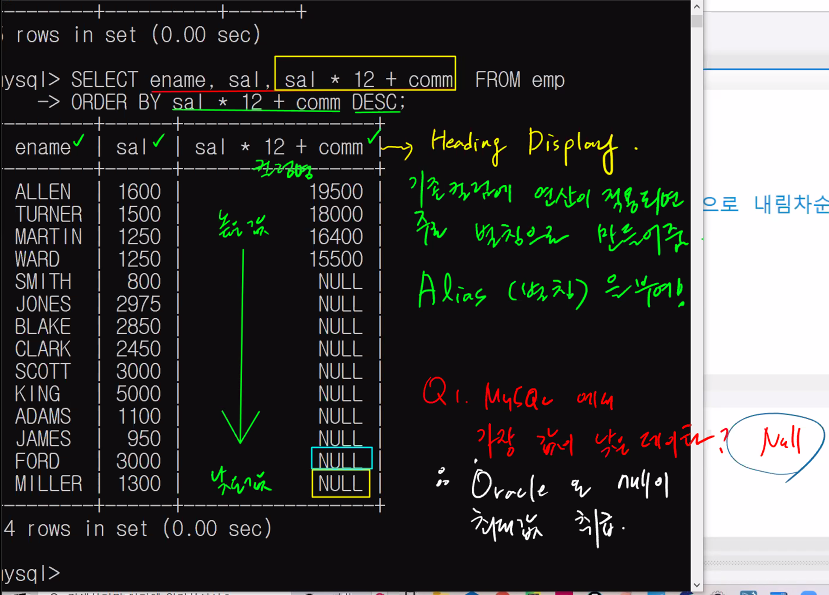 rows in set (0.00 sec)
mysql> SELECT ename, sal, sal * 12 + comm FROM emp
-> ORDER BY sal * 12 + comm DESC;
ename | sal | sal * 12 + comm
→ Heading Display.
컬럼명
ALLEN | 1600 | 19500
TURNER | 1500 | 18000
MARTIN | 1250 | 16400
WARD | 1250 | 15500
SMITH | 800 | NULL
JONES | 2975 | NULL
BLAKE | 2850 | NULL
CLARK | 2450 | NULL
SCOTT | 3000 | NULL
KING | 5000 | NULL
ADAMS | 1100 | NULL
JAMES | 950 | NULL
FORD | 3000 | NULL
MILLER | 1300 | NULL
높은값
낮은값
기존컬럼에 연산이 적용되면
주로 별칭으로 만들어줌.
Alias (별칭) 을 부여!
으로 내림차순
Q1. MySQL 에서
가장 값이 낮은 데이터?
Null
Oracle 은 null이
최대값 취급.
4 rows in set (0.00 sec)
mysql>